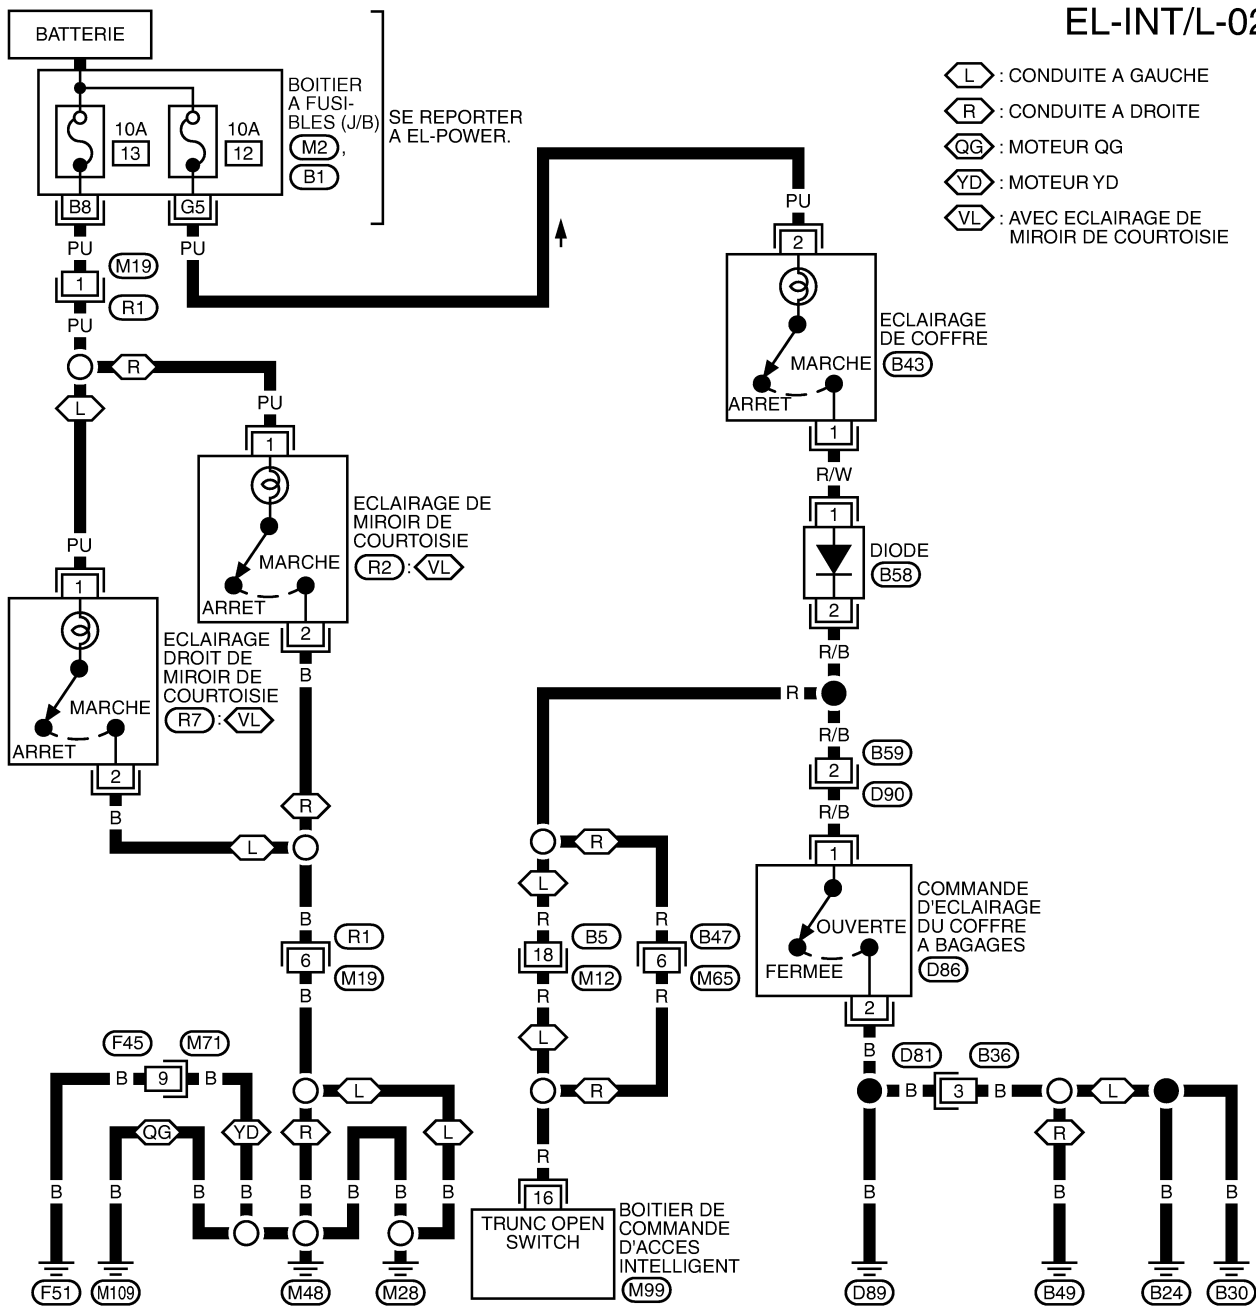 EL-INT/L-02
BATTERIE
BOITIER
A FUSI-
BLES (J/B)
M2 ,
B1
SE REPORTER
A EL-POWER.
10A
13
10A
12
B8
G5
L : CONDUITE A GAUCHE
R : CONDUITE A DROITE
QG : MOTEUR QG
YD : MOTEUR YD
VL : AVEC ECLAIRAGE DE
MIROIR DE COURTOISIE
PU
PU
PU
1
M19
R1
PU
2
R
L
ECLAIRAGE
DE COFFRE
B43
MARCHE
ARRET
1
R/W
PU
1
ECLAIRAGE DE
MIROIR DE
COURTOISIE
R2 : VL
MARCHE
ARRET
2
B
1
DIODE
B58
2
R/B
PU
1
ECLAIRAGE
DROIT DE
MIROIR DE
COURTOISIE
R7 : VL
MARCHE
ARRET
2
B
R
R/B
2
B59
D90
R/B
R
L
R
L
R
R
1
COMMANDE
D'ECLAIRAGE
DU COFFRE
A BAGAGES
D86
OUVERTE
FERMEE
2
B
B
6
R1
M19
B
18
B5
M12
6
B47
M65
R
R
L
R
F45
M71
B
9
B
L
QG
YD
R
L
B
B
B
B
B
B
B
B
R
16
TRUNC OPEN
SWITCH
BOITIER DE
COMMANDE
D'ACCES
INTELLIGENT
M99
D81
B36
B
3
B
L
R
B
B
B
B
F51
M109
M48
M28
D89
B49
B24
B30